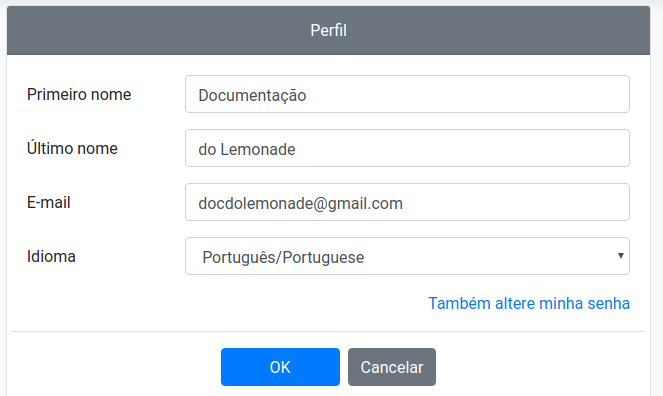 Perfil
Primeiro nome Documentação
Último nome do Lemonade
E-mail docdolemonade@gmail.com
Idioma Português/Portuguese
Também altere minha senha
OK Cancelar